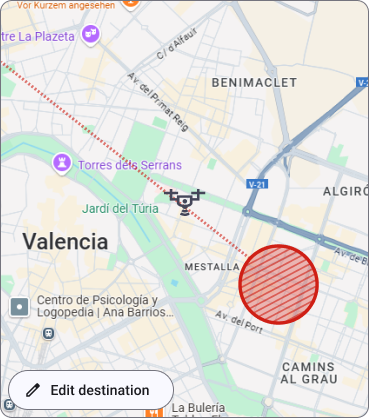 Vor Kurzem angesehen
tre La Plazeta
C/ d'Alfauir
BENIMACLET
Av. del Primat Reig
V-
Torres dels Serrans
V-21
ALGIRÓ
Jardí del Túria
Valencia
Av. de B
MESTALLA
Centro de Psicología y
Logopedia | Ana Barrios...
Av. del Port
CAMINS
AL GRAU
Edit destination
La Bulería